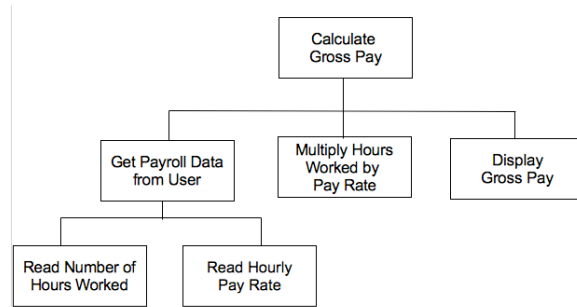 Calculate
Gross Pay
Get Payroll Data
from User
Multiply Hours
Worked by
Pay Rate
Display
Gross Pay
Read Number of
Hours Worked
Read Hourly
Pay Rate